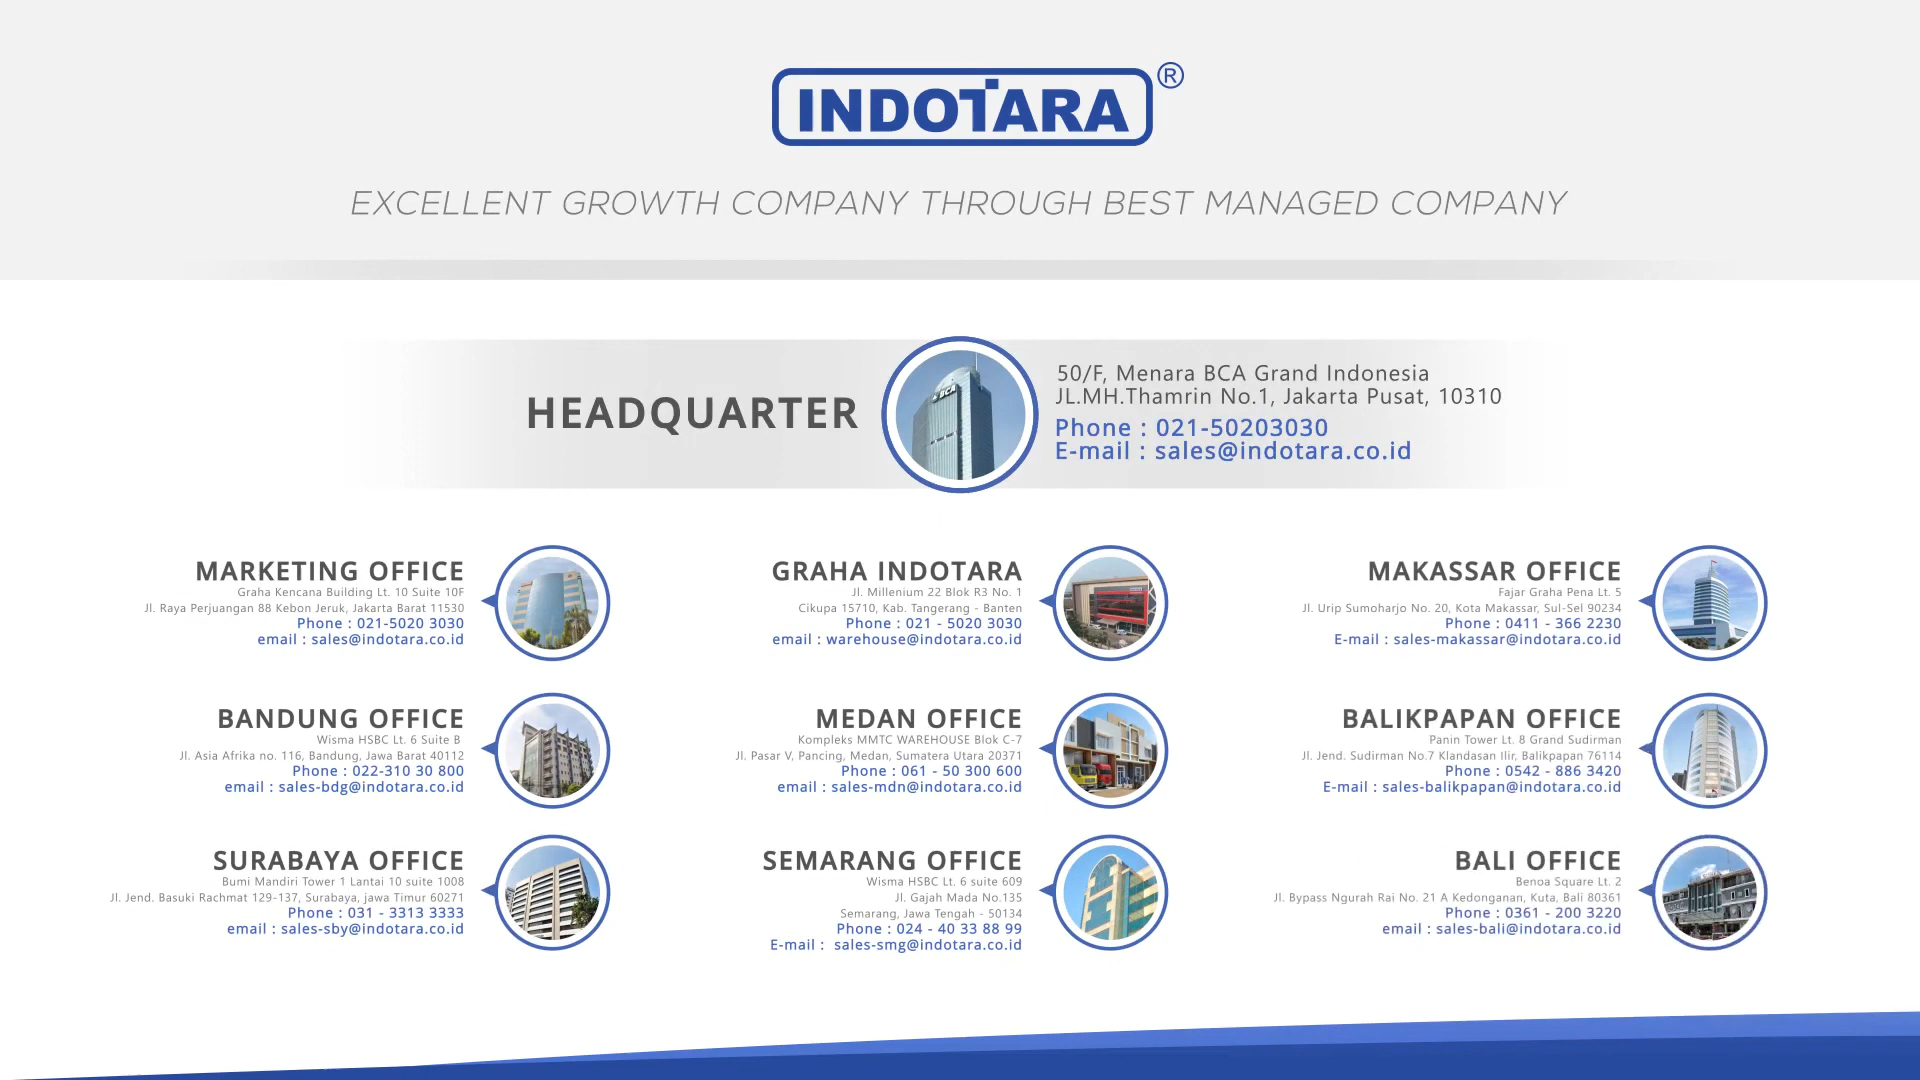 INDOTARA®
EXCELLENT GROWTH COMPANY THROUGH BEST MANAGED COMPANY
HEADQUARTER
BCA
50/F, Menara BCA Grand Indonesia
JL.MH.Thamrin No.1, Jakarta Pusat, 10310
Phone : 021-50203030
E-mail : sales@indotara.co.id
MARKETING OFFICE
Graha Kencana Building Lt. 10 Suite 10F
Jl. Raya Perjuangan 88 Kebon Jeruk, Jakarta Barat 11530
Phone : 021-5020 3030
email : sales@indotara.co.id
GRAHA INDOTARA
Jl. Millenium 22 Blok R3 No. 1
Cikupa 15710, Kab. Tangerang - Banten
Phone : 021 - 5020 3030
email : warehouse@indotara.co.id
MAKASSAR OFFICE
Fajar Graha Pena Lt. 5
Jl. Urip Sumoharjo No. 20, Kota Makassar, Sul-Sel 90234
Phone : 0411 - 366 2230
E-mail : sales-makassar@indotara.co.id
BANDUNG OFFICE
Wisma HSBC Lt. 6 Suite B
Jl. Asia Afrika no. 116, Bandung, Jawa Barat 40112
Phone : 022-310 30 800
email : sales-bdg@indotara.co.id
MEDAN OFFICE
Kompleks MMTC WAREHOUSE Blok C-7
Jl. Pasar V, Pancing, Medan, Sumatera Utara 20371
Phone : 061 - 50 300 600
email : sales-mdn@indotara.co.id
BALIKPAPAN OFFICE
Panin Tower Lt. 8 Grand Sudirman
Jl. Jend. Sudirman No.7 Klandasan Ilir, Balikpapan 76114
Phone : 0542 - 886 3420
E-mail : sales-balikpapan@indotara.co.id
SURABAYA OFFICE
Bumi Mandiri Tower 1 Lantai 10 suite 1008
Jl. Jend. Basuki Rachmat 129-137, Surabaya, jawa Timur 60271
Phone : 031 - 3313 3333
email : sales-sby@indotara.co.id
SEMARANG OFFICE
Wisma HSBC Lt. 6 suite 609
Jl. Gajah Mada No.135
Semarang, Jawa Tengah - 50134
Phone : 024 - 40 33 88 99
E-mail : sales-smg@indotara.co.id
BALI OFFICE
Benoa Square Lt. 2
Jl. Bypass Ngurah Rai No. 21 A Kedonganan, Kuta, Bali 80361
Phone : 0361 - 200 3220
email : sales-bali@indotara.co.id